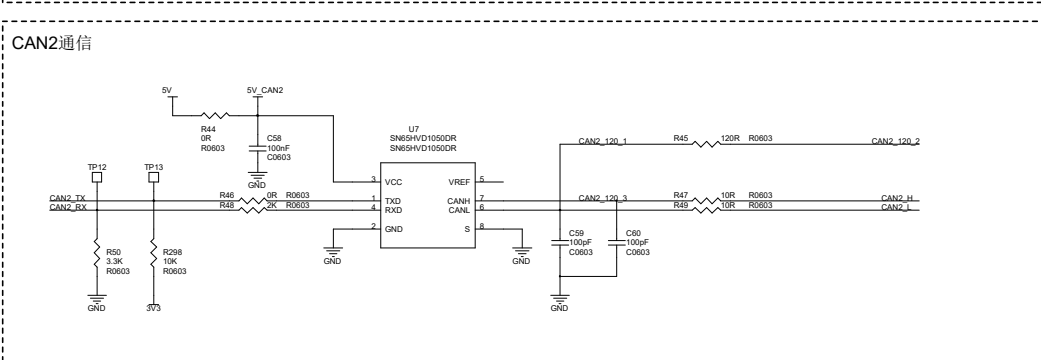 CAN2通信
5V
5V_CAN2
R44
0R
R0603
C58
100nF
C0603
GND
U7
SN65HVD1050DR
SN65HVD1050DR
CAN2_120_1
R45
120R
R0603
CAN2_120_2
TP12
TP13
3
VCC
VREF
5
CAN2_TX
R46
0R
R0603
1
TXD
CANH
7
CAN2_120_3
R47
10R
R0603
CAN2_H
CAN2_RX
R48
2K
R0603
4
RXD
CANL
6
R49
10R
R0603
CAN2_L
2
GND
S
8
GND
GND
R50
3.3K
R0603
R298
10K
R0603
C59
100pF
C0603
C60
100pF
C0603
GND
3V3
GND